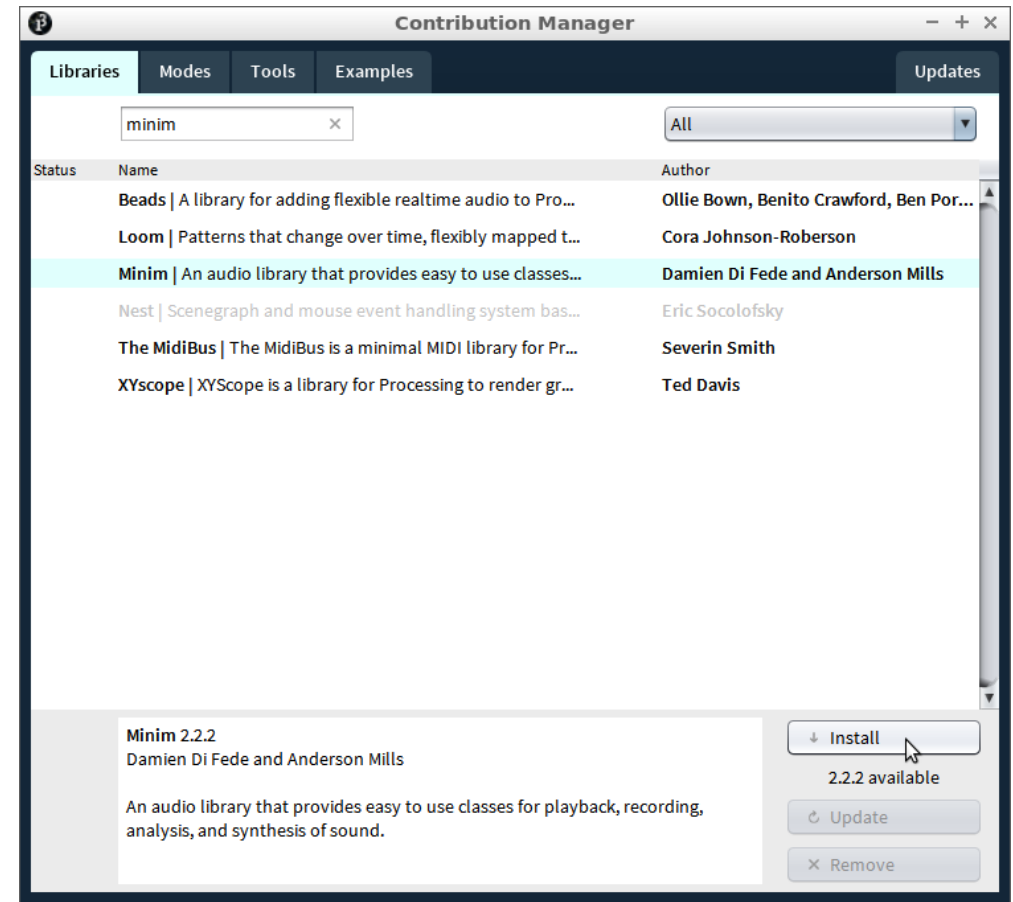 Contribution Manager
Libraries Modes Tools Examples Updates
minim All
Status Name Author
Beads | A library for adding flexible realtime audio to Pro... Ollie Bown, Benito Crawford, Ben Por...
Loom | Patterns that change over time, flexibly mapped t... Cora Johnson-Roberson
Minim | An audio library that provides easy to use classes... Damien Di Fede and Anderson Mills
Nest | Scenegraph and mouse event handling system bas... Eric Socolofsky
The MidiBus | The MidiBus is a minimal MIDI library for Pr... Severin Smith
XYscope | XYScope is a library for Processing to render gr... Ted Davis
Minim 2.2.2
Damien Di Fede and Anderson Mills
An audio library that provides easy to use classes for playback, recording,
analysis, and synthesis of sound.
Install
2.2.2 available
Update
Remove